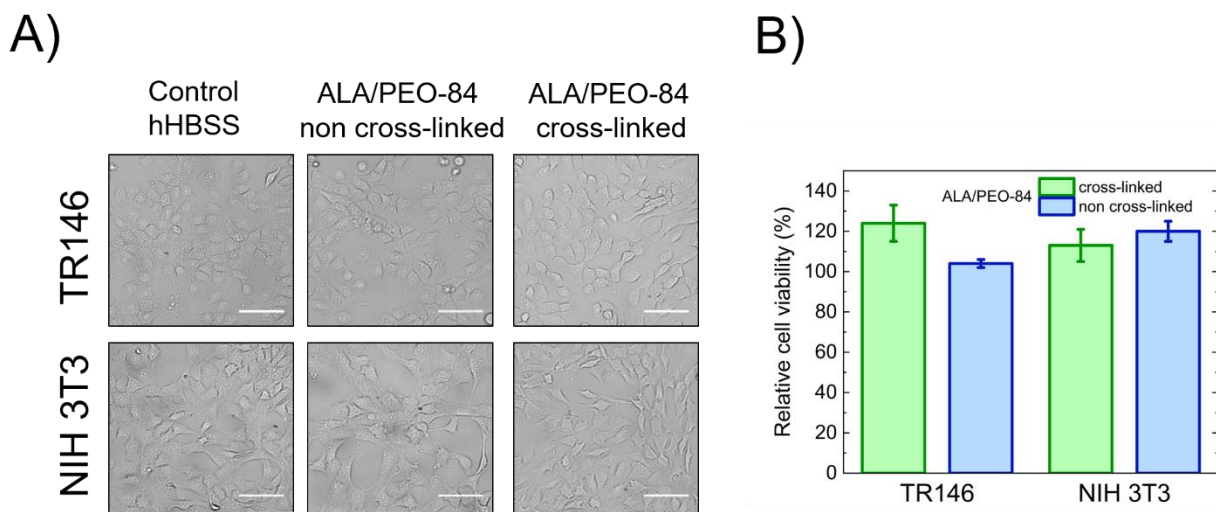 A)
Control
hHBSS
ALA/PEO-84
non cross-linked
ALA/PEO-84
cross-linked
TR146
NIH 3T3
B)
Relative cell viability (%)
140
120
100
80
60
40
20
0
ALA/PEO-84
cross-linked
non cross-linked
TR146
NIH 3T3